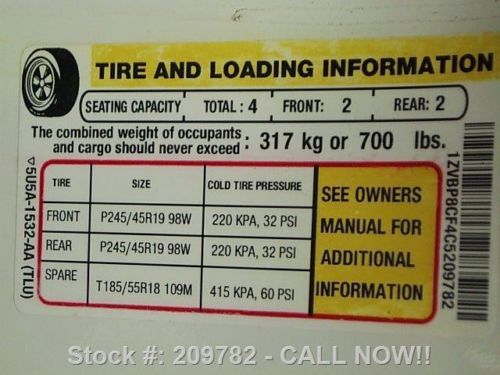 TIRE AND LOADING INFORMATION
SEATING CAPACITY TOTAL : 4 FRONT: 2 REAR: 2
The combined weight of occupants
and cargo should never exceed : 317 kg or 700 lbs.
TIRE SIZE COLD TIRE PRESSURE
FRONT P245/45R19 98W 220 KPA, 32 PSI
REAR P245/45R19 98W 220 KPA, 32 PSI
SPARE T185/55R18 109M 415 KPA, 60 PSI
SEE OWNERS
MANUAL FOR
ADDITIONAL
INFORMATION
▽5U5A-1532-AA (TLU)
1ZVBP8CF4C5209782
Stock #: 209782 - CALL NOW!!